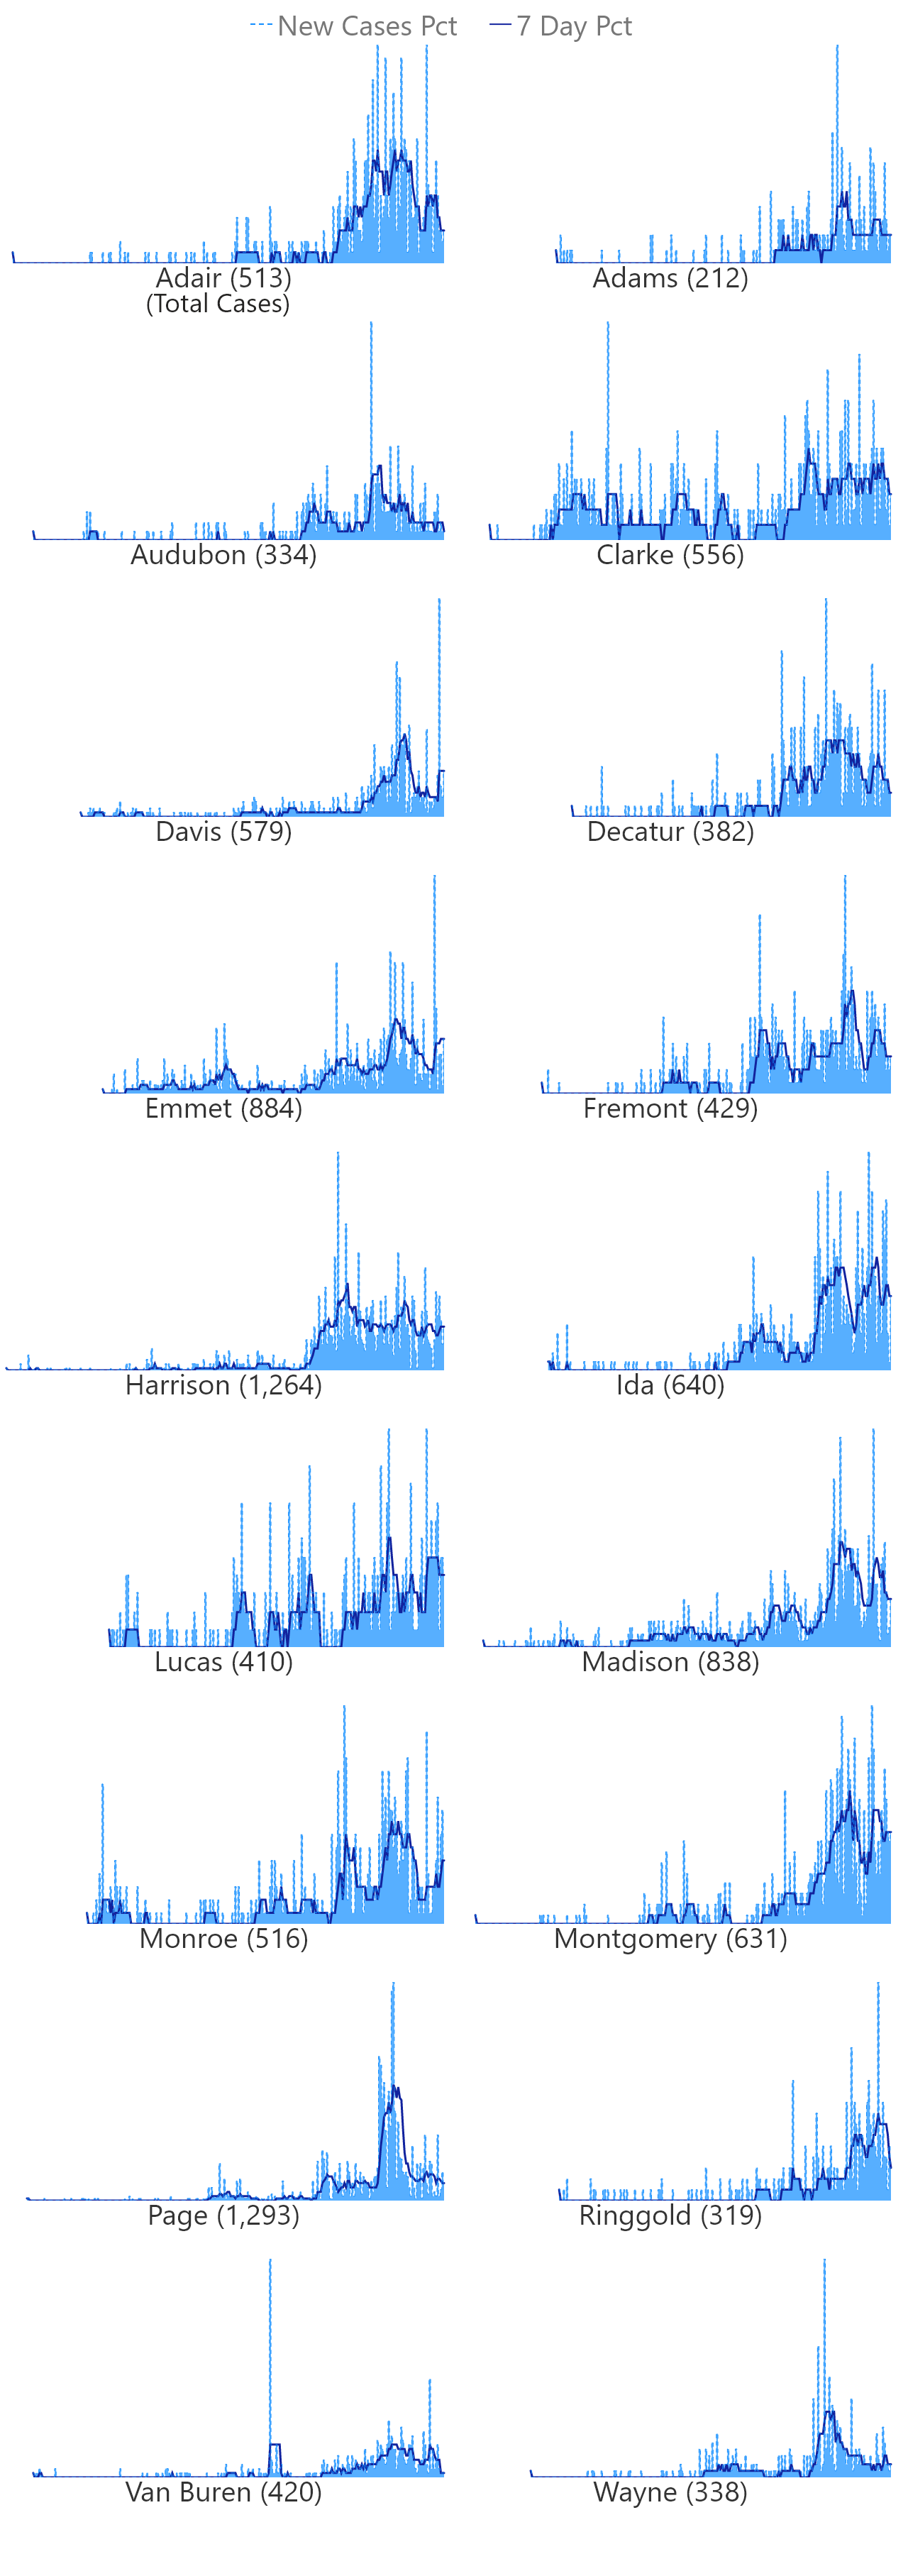 New Cases Pct 7 Day Pct
Adair (513)
(Total Cases)
Adams (212)
Audubon (334)
Clarke (556)
Davis (579)
Decatur (382)
Emmet (884)
Fremont (429)
Harrison (1,264)
Ida (640)
Lucas (410)
Madison (838)
Monroe (516)
Montgomery (631)
Page (1,293)
Ringgold (319)
Van Buren (420)
Wayne (338)